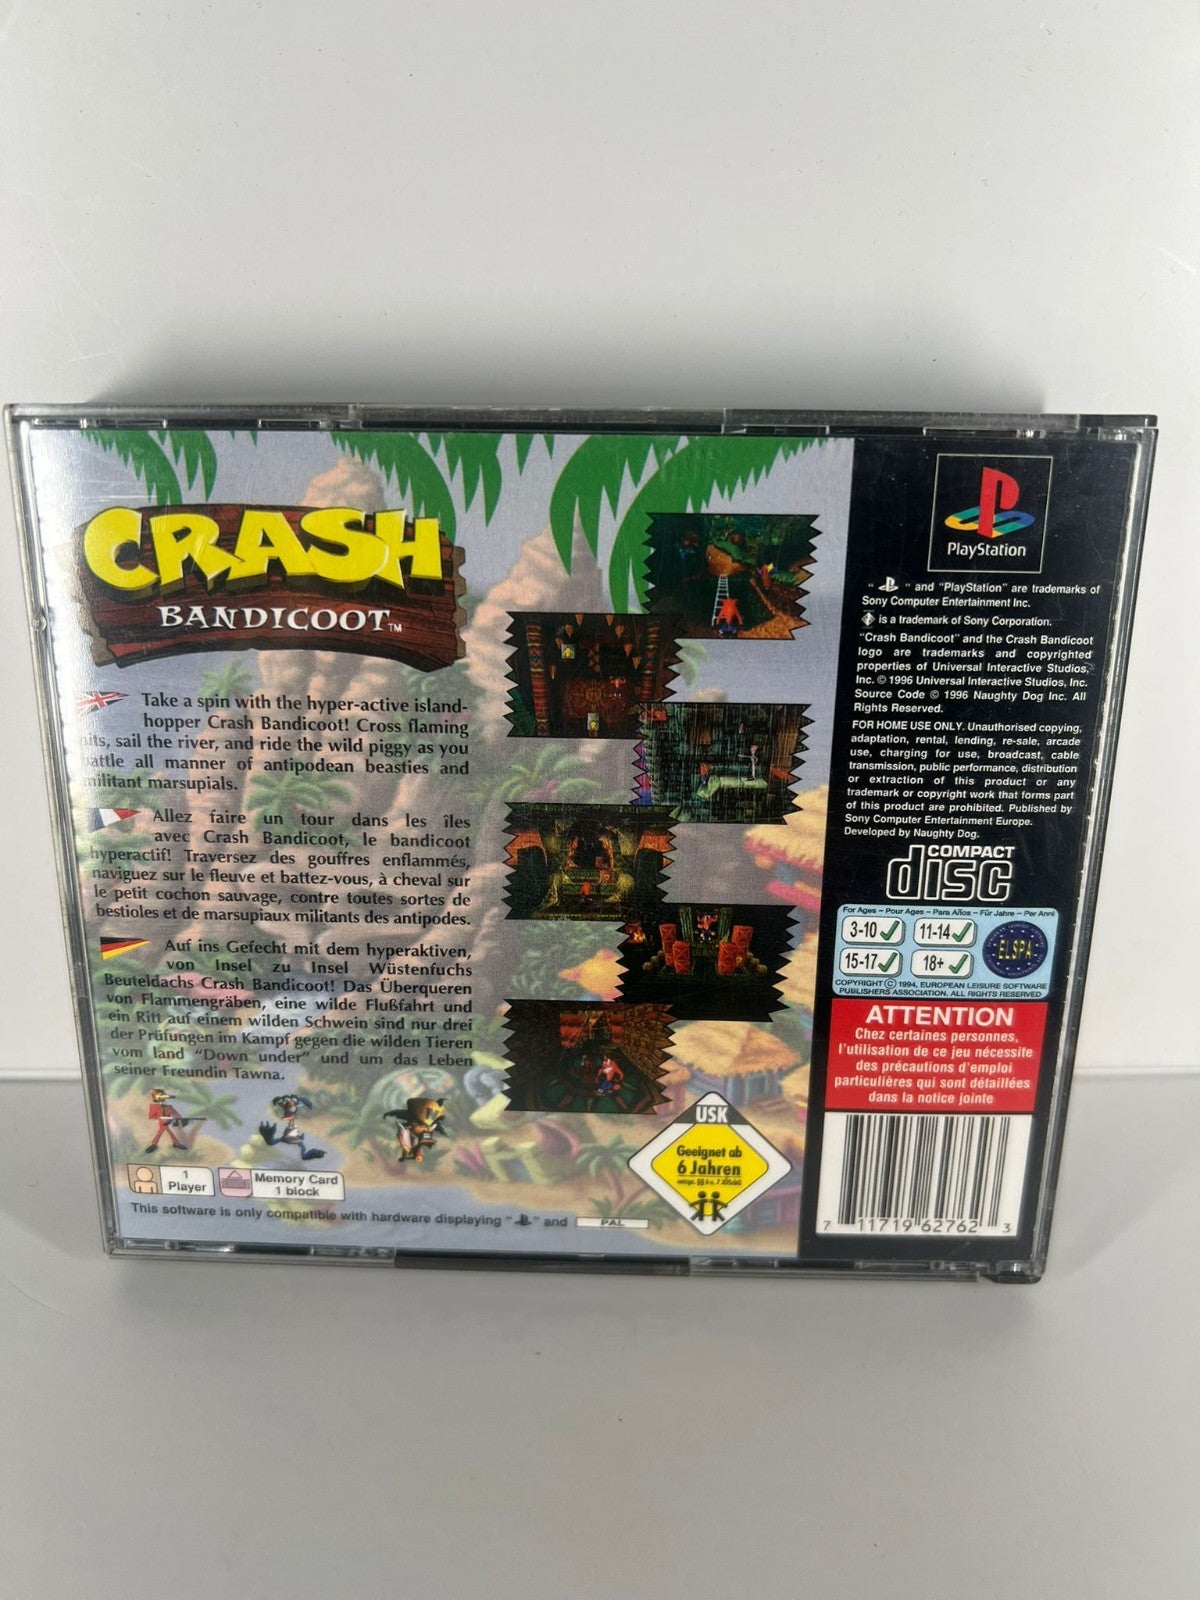 CRASH
BANDICOOT™
Take a spin with the hyper-active island-
hopper Crash Bandicoot! Cross flaming
its, sail the river, and ride the wild piggy as you
battle all manner of antipodean beasties and
militant marsupials.
Allez faire un tour dans les îles
avec Crash Bandicoot, le bandicoot
hyperactif! Traversez des gouffres enflammés,
naviguez sur le fleuve et battez-vous, à cheval sur
le petit cochon sauvage, contre toutes sortes de
bestioles et de marsupiaux militants des antipodes.
Auf ins Gefecht mit dem hyperaktiven,
von Insel zu Insel Wüstenfuchs
Beuteldachs Crash Bandicoot! Das Überqueren
von Flammengräben, eine wilde Flußfahrt und
ein Ritt auf einem wilden Schwein sind nur drei
der Prüfungen im Kampf gegen die wilden Tieren
vom land "Down under" und um das Leben
seiner Freundin Tawna.
1
Player
Memory Card
1 block
This software is only compatible with hardware displaying " " and PAL
USK
Geeignet ab
6 Jahren
PlayStation
" " and "PlayStation" are trademarks of
Sony Computer Entertainment Inc.
is a trademark of Sony Corporation.
"Crash Bandicoot" and the Crash Bandicoot
logo are trademarks and copyrighted
properties of Universal Interactive Studios,
Inc. © 1996 Universal Interactive Studios, Inc.
Source Code © 1996 Naughty Dog Inc. All
Rights Reserved.
FOR HOME USE ONLY. Unauthorised copying,
adaptation, rental, lending, re-sale, arcade
use, charging for use, broadcast, cable
transmission, public performance, distribution
or extraction of this product or any
trademark or copyright work that forms part
of this product are prohibited. Published by
Sony Computer Entertainment Europe.
Developed by Naughty Dog.
COMPACT
disc
For Ages – Pour Ages – Para Años – Für Jahre – Per Anni
3-10 ✓ 11-14 ✓
15-17 ✓ 18+ ✓
ELSPA
COPYRIGHT © 1994, EUROPEAN LEISURE SOFTWARE
PUBLISHERS ASSOCIATION. ALL RIGHTS RESERVED
ATTENTION
Chez certaines personnes,
l'utilisation de ce jeu nécessite
des précautions d'emploi
particulières qui sont détaillées
dans la notice jointe
7 11719 62762 3